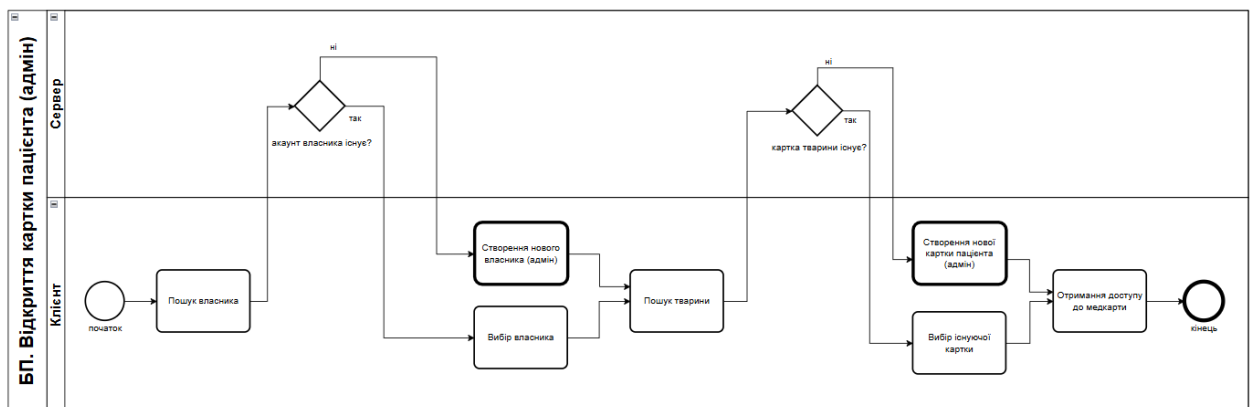 БП. Відкриття картки пацієнта (адмін)
Сервер
ні
так
акаунт власника існує?
ні
так
картка тварини існує?
Клієнт
початок
Пошук власника
Створення нового
власника (адмін)
Вибір власника
Пошук тварини
Створення нової
картки пацієнта
(адмін)
Вибір існуючої
картки
Отримання доступу
до медкарти
кінець